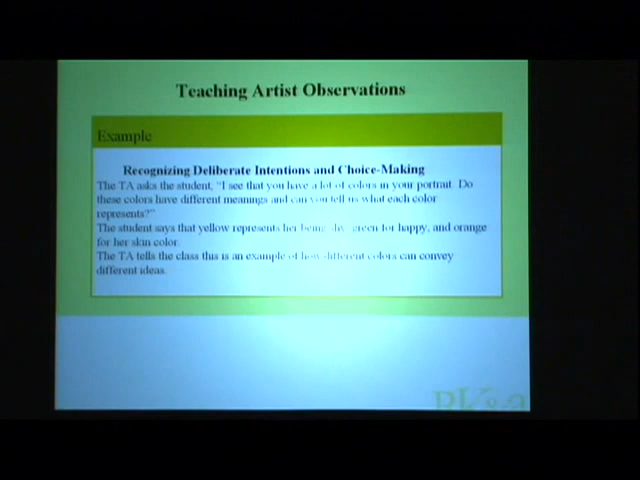 Teaching Artist Observations
Example
Recognizing Deliberate Intentions and Choice-Making
The TA asks the student, "I see that you have a lot of colors in your portrait. Do
these colors have different meanings and can you tell us what each color
represents?"
The student says that yellow represents her being shy, green for happy, and orange
for her skin color.
The TA tells the class this is an example of how different colors can convey
different ideas.